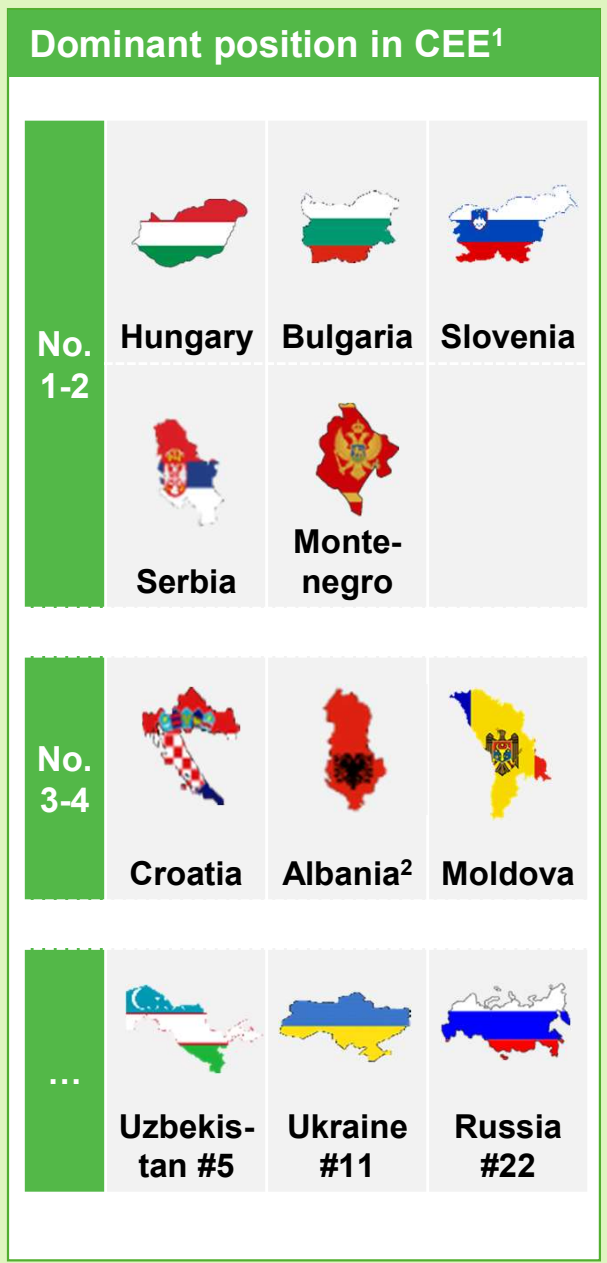 Dominant position in CEE¹
No.
1-2
Hungary
Bulgaria
Slovenia
Serbia
Monte-
negro
No.
3-4
Croatia
Albania²
Moldova
...
Uzbekis-
tan #5
Ukraine
#11
Russia
#22